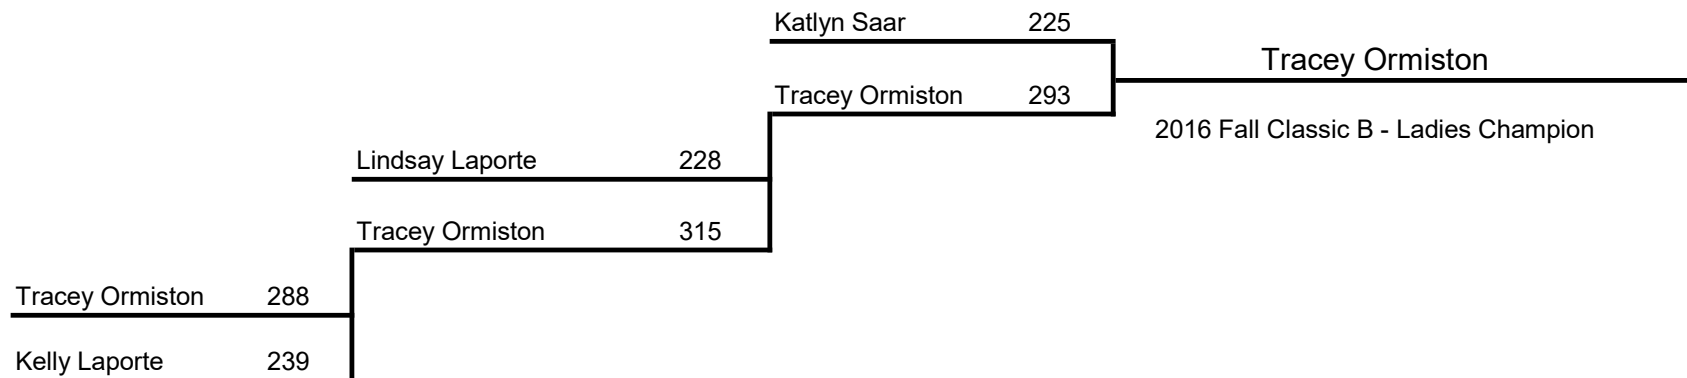 Katlyn Saar 225
Tracey Ormiston
Tracey Ormiston 293
2016 Fall Classic B - Ladies Champion
Lindsay Laporte 228
Tracey Ormiston 315
Tracey Ormiston 288
Kelly Laporte 239